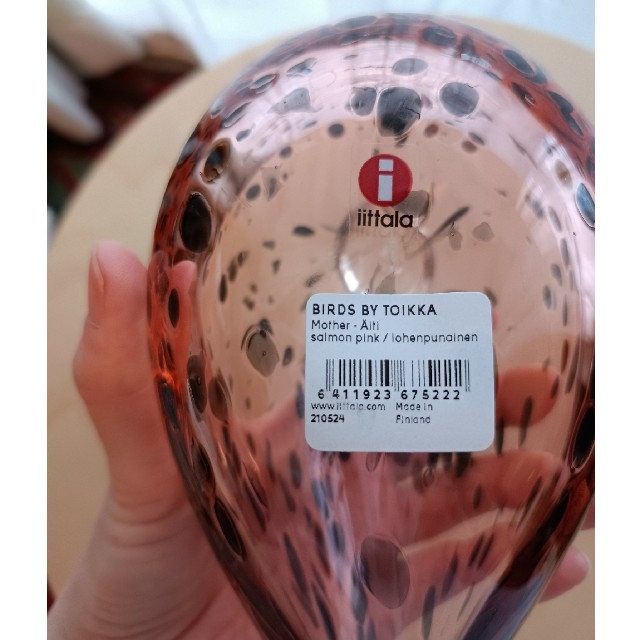 i
iittala
BIRDS BY TOIKKA
Mother - Äiti
salmon pink / lohenpunainen
6 411923 675222
www.iittala.com Made in
210524 Finland